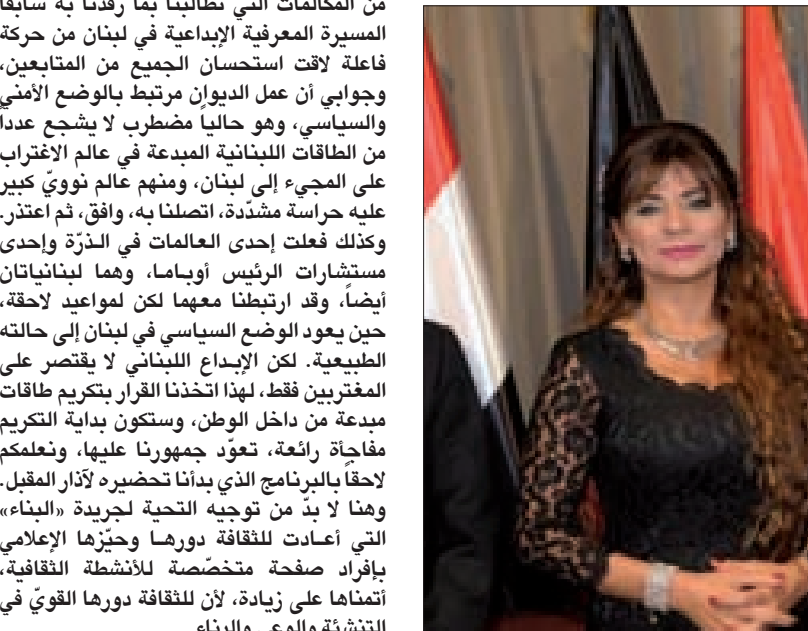 من المكالمات التي تطالبنا بما رفدنا به سابقاً
المسيرة المعرفية الإبداعية في لبنان من حركة
فاعلة لاقت استحسان الجميع من المتابعين،
وجوابي أن عمل الديوان مرتبط بالوضع الأمني
والسياسي، وهو حالياً مضطرب لا يشجع عدداً
من الطاقات اللبنانية المبدعة في عالم الاغتراب
على المجيء إلى لبنان، ومنهم عالم نوويّ كبير
عليه حراسة مشدّدة، اتصلنا به، وافق، ثم اعتذر.
وكذلك فعلت إحدى العالمات في الذرّة وإحدى
مستشارات الرئيس أوباما، وهما لبنانياتان
أيضاً، وقد ارتبطنا معهما لكن لمواعيد لاحقة،
حين يعود الوضع السياسي في لبنان إلى حالته
الطبيعية. لكن الإبداع اللبناني لا يقتصر على
المغتربين فقط، لهذا اتخذنا القرار بتكريم طاقات
مبدعة من داخل الوطن، وستكون بداية التكريم
مفاجأة رائعة، تعوّد جمهورنا عليها، ونعلمكم
لاحقاً بالبرنامج الذي بدأنا تحضيره لآذار المقبل.
وهنا لا بدّ من توجيه التحية لجريدة «البناء»
التي أعادت للثقافة دورها وحيّزها الإعلامي
بإفراد صفحة متخصّصة للأنشطة الثقافية،
أتمناها على زيادة، لأن للثقافة دورها القويّ في
التنشئة والوعي والبناء